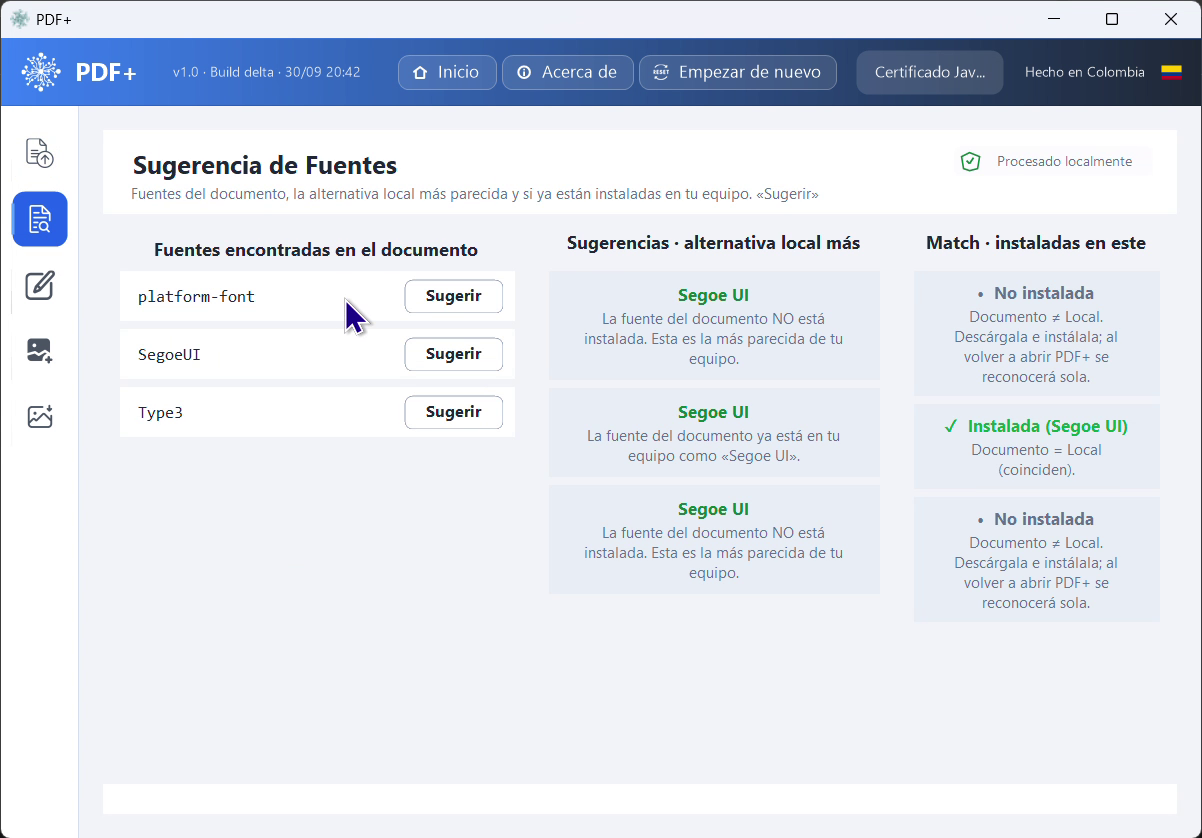 PDF+
PDF+
v1.0 · Build delta · 30/09 20:42
Inicio
Acerca de
RESET
Empezar de nuevo
Certificado Jav...
Hecho en Colombia
Sugerencia de Fuentes
Fuentes del documento, la alternativa local más parecida y si ya están instaladas en tu equipo. «Sugerir»
Procesado localmente
Fuentes encontradas en el documento
platform-font
Sugerir
SegoeUI
Sugerir
Type3
Sugerir
Sugerencias · alternativa local más
Segoe UI
La fuente del documento NO está
instalada. Esta es la más parecida de tu
equipo.
Segoe UI
La fuente del documento ya está en tu
equipo como «Segoe UI».
Segoe UI
La fuente del documento NO está
instalada. Esta es la más parecida de tu
equipo.
Match · instaladas en este
• No instalada
Documento ≠ Local.
Descárgala e instálala; al
volver a abrir PDF+ se
reconocerá sola.
✓ Instalada (Segoe UI)
Documento = Local
(coinciden).
• No instalada
Documento ≠ Local.
Descárgala e instálala; al
volver a abrir PDF+ se
reconocerá sola.